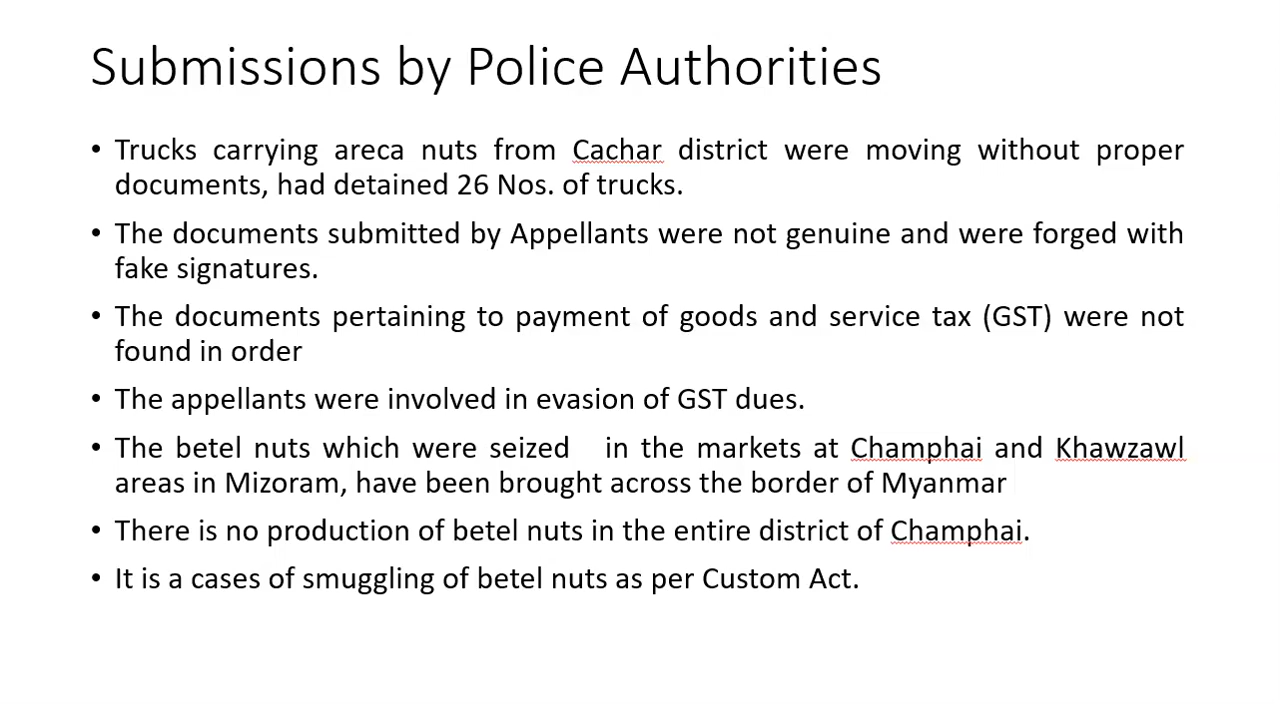 Submissions by Police Authorities
• Trucks carrying areca nuts from Cachar district were moving without proper
documents, had detained 26 Nos. of trucks.
• The documents submitted by Appellants were not genuine and were forged with
fake signatures.
• The documents pertaining to payment of goods and service tax (GST) were not
found in order
• The appellants were involved in evasion of GST dues.
• The betel nuts which were seized in the markets at Champhai and Khawzawl
areas in Mizoram, have been brought across the border of Myanmar
• There is no production of betel nuts in the entire district of Champhai.
• It is a cases of smuggling of betel nuts as per Custom Act.